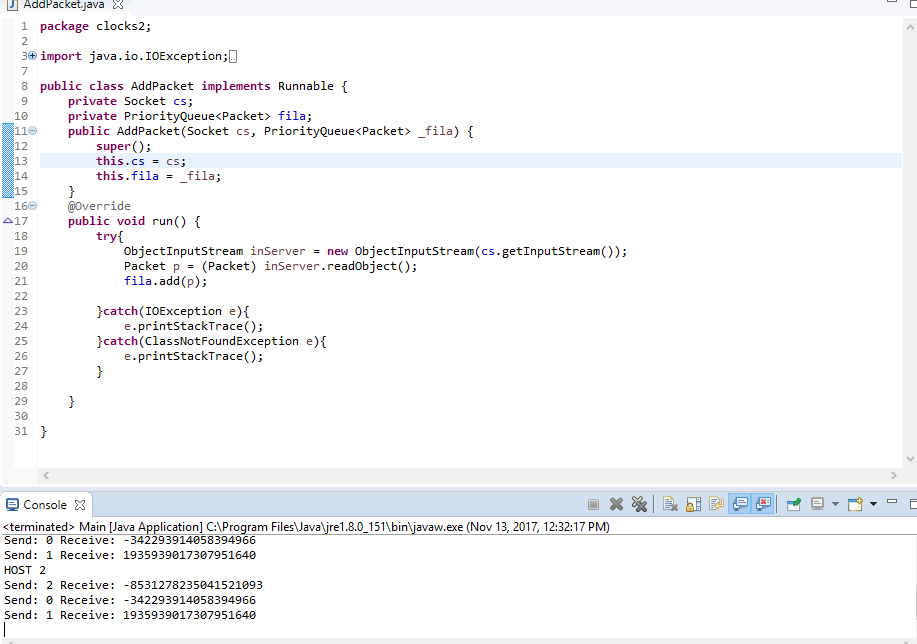 AddPacket.java
1 package clocks2;
2
3 import java.io.IOException;
7
8 public class AddPacket implements Runnable {
9 private Socket cs;
10 private PriorityQueue<Packet> fila;
11 public AddPacket(Socket cs, PriorityQueue<Packet> _fila) {
12 super();
13 this.cs = cs;
14 this.fila = _fila;
15 }
16 @Override
17 public void run() {
18 try{
19 ObjectInputStream inServer = new ObjectInputStream(cs.getInputStream());
20 Packet p = (Packet) inServer.readObject();
21 fila.add(p);
22
23 }catch(IOException e){
24 e.printStackTrace();
25 }catch(ClassNotFoundException e){
26 e.printStackTrace();
27 }
28
29 }
30
31 }
Console
<terminated> Main [Java Application] C:\Program Files\Java\jre1.8.0_151\bin\javaw.exe (Nov 13, 2017, 12:32:17 PM)
Send: 0 Receive: -342293914058394966
Send: 1 Receive: 1935939017307951640
HOST 2
Send: 2 Receive: -8531278235041521093
Send: 0 Receive: -342293914058394966
Send: 1 Receive: 1935939017307951640